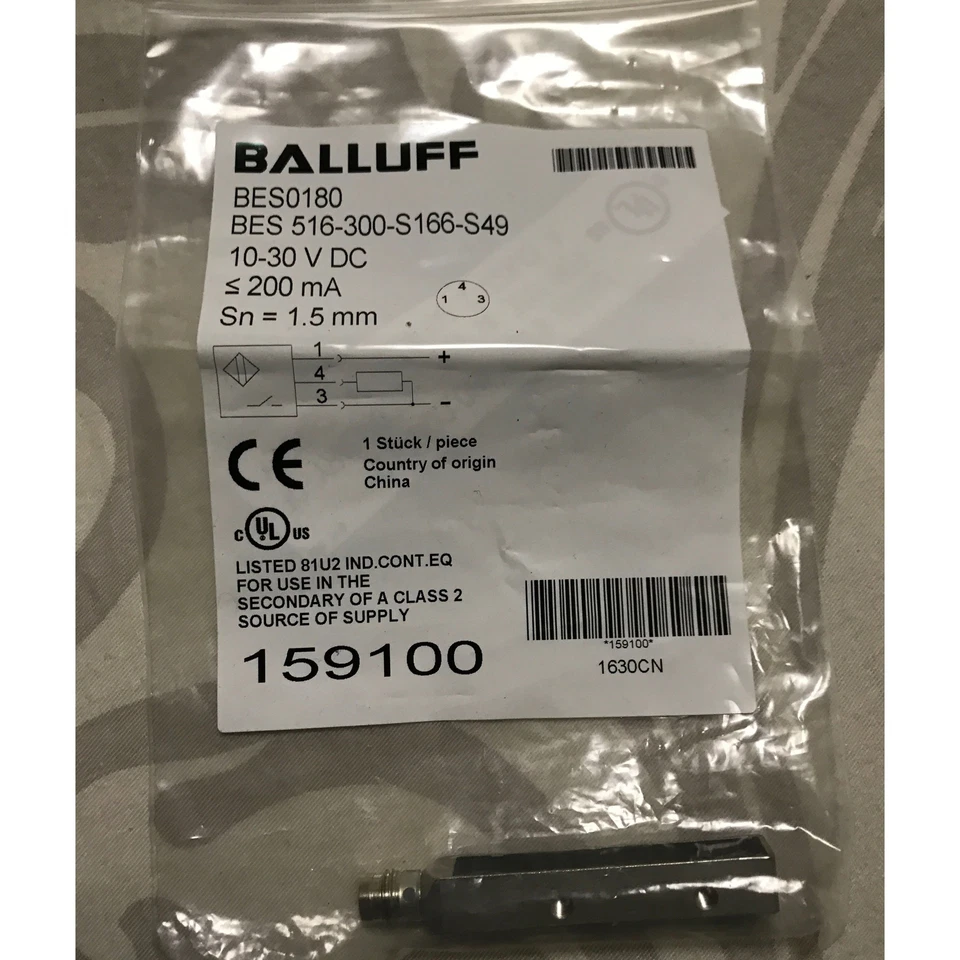 BALLUFF
BES0180
BES 516-300-S166-S49
10-30 V DC
≤ 200 mA
Sn = 1.5 mm
1 4 3
1 +
4
3 -
CE
1 Stück / piece
Country of origin
China
c UL US
LISTED 81U2 IND.CONT.EQ
FOR USE IN THE
SECONDARY OF A CLASS 2
SOURCE OF SUPPLY
159100
*159100*
1630CN